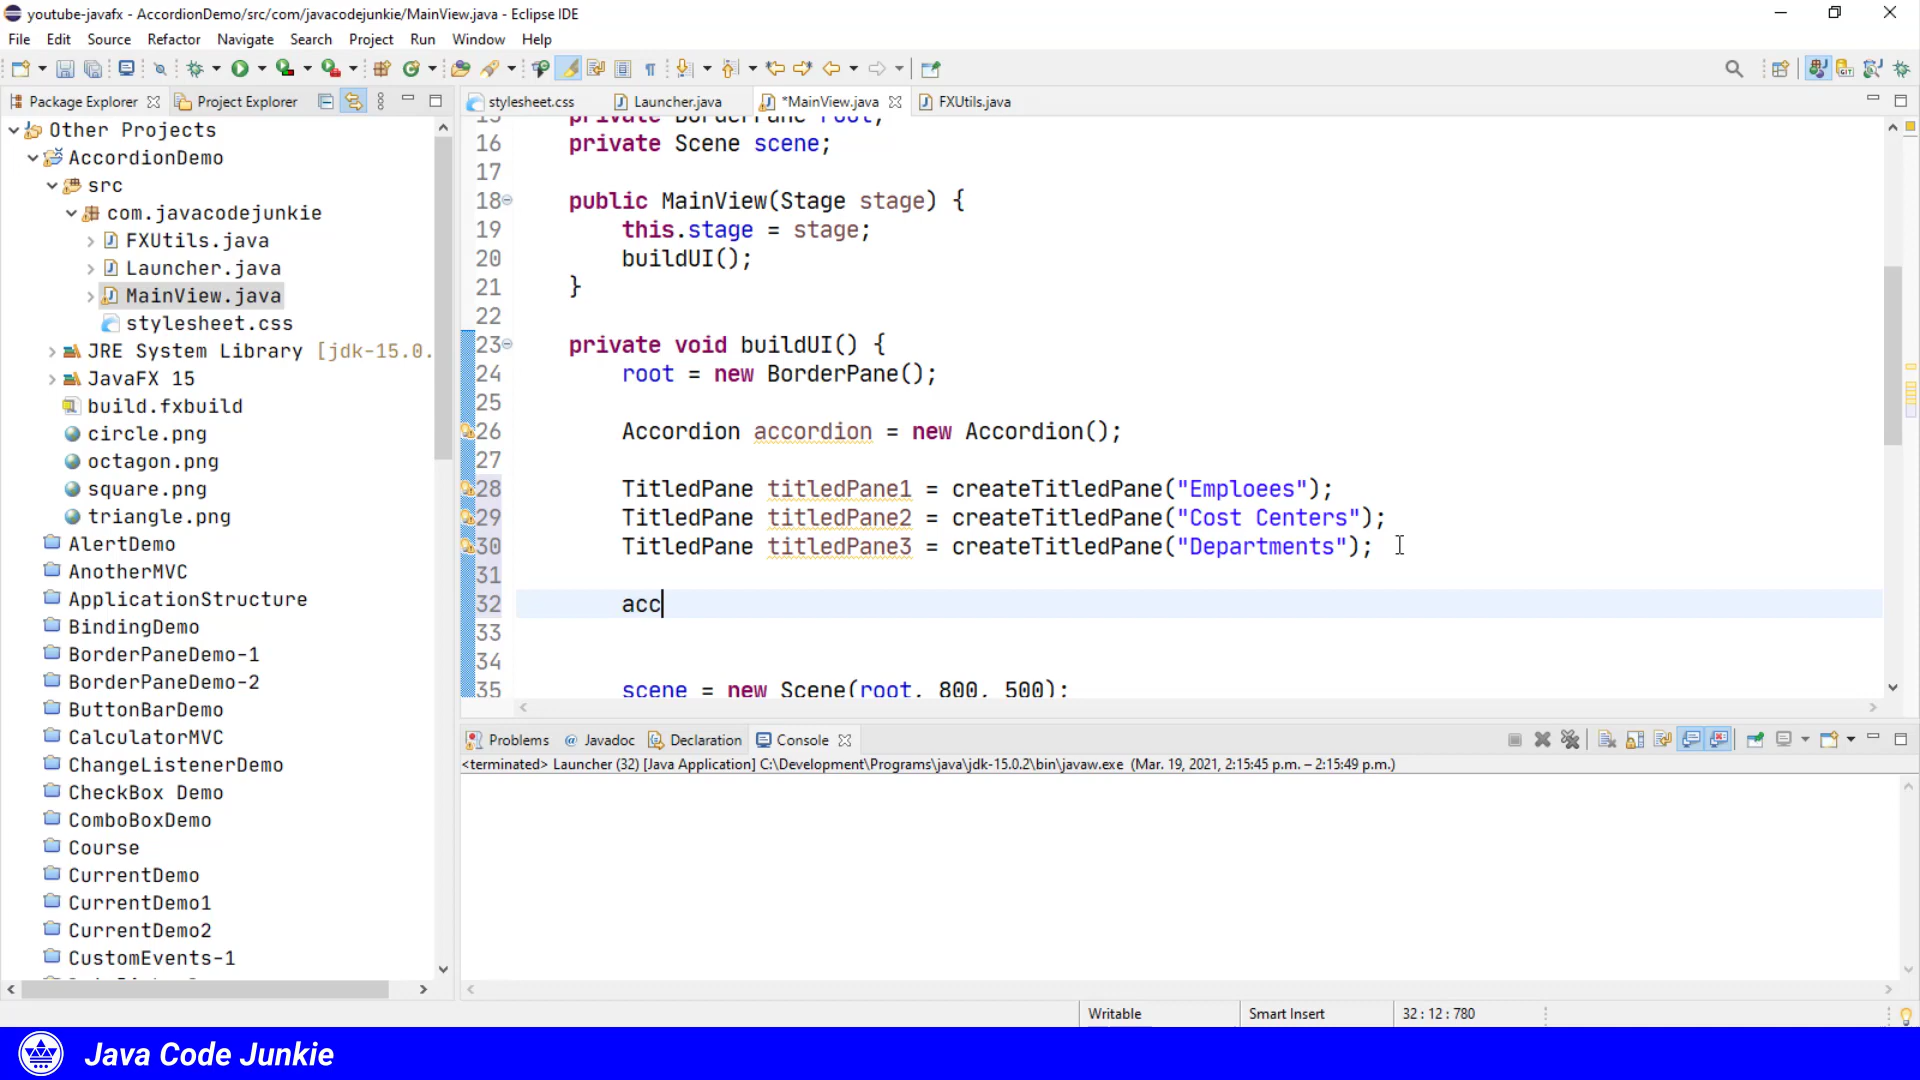 youtube-javafx - AccordionDemo/src/com/javacodejunkie/MainView.java - Eclipse IDE
File Edit Source Refactor Navigate Search Project Run Window Help
Package Explorer Project Explorer
stylesheet.css Launcher.java *MainView.java FXUtils.java
Other Projects
AccordionDemo
src
com.javacodejunkie
FXUtils.java
Launcher.java
MainView.java
stylesheet.css
JRE System Library [jdk-15.0.
JavaFX 15
build.fxbuild
circle.png
octagon.png
square.png
triangle.png
AlertDemo
AnotherMVC
ApplicationStructure
BindingDemo
BorderPaneDemo-1
BorderPaneDemo-2
ButtonBarDemo
CalculatorMVC
ChangeListenerDemo
CheckBox Demo
ComboBoxDemo
Course
CurrentDemo
CurrentDemo1
CurrentDemo2
CustomEvents-1
15 private BorderPane root;
16 private Scene scene;
17
18 public MainView(Stage stage) {
19 this.stage = stage;
20 buildUI();
21 }
22
23 private void buildUI() {
24 root = new BorderPane();
25
26 Accordion accordion = new Accordion();
27
28 TitledPane titledPane1 = createTitledPane("Emploees");
29 TitledPane titledPane2 = createTitledPane("Cost Centers");
30 TitledPane titledPane3 = createTitledPane("Departments");
31
32 acc
33
34
35 scene = new Scene(root, 800, 500);
Problems @ Javadoc Declaration Console
<terminated> Launcher (32) [Java Application] C:\Development\Programs\java\jdk-15.0.2\bin\javaw.exe (Mar. 19, 2021, 2:15:45 p.m. – 2:15:49 p.m.)
Writable Smart Insert 32 : 12 : 780
Java Code Junkie